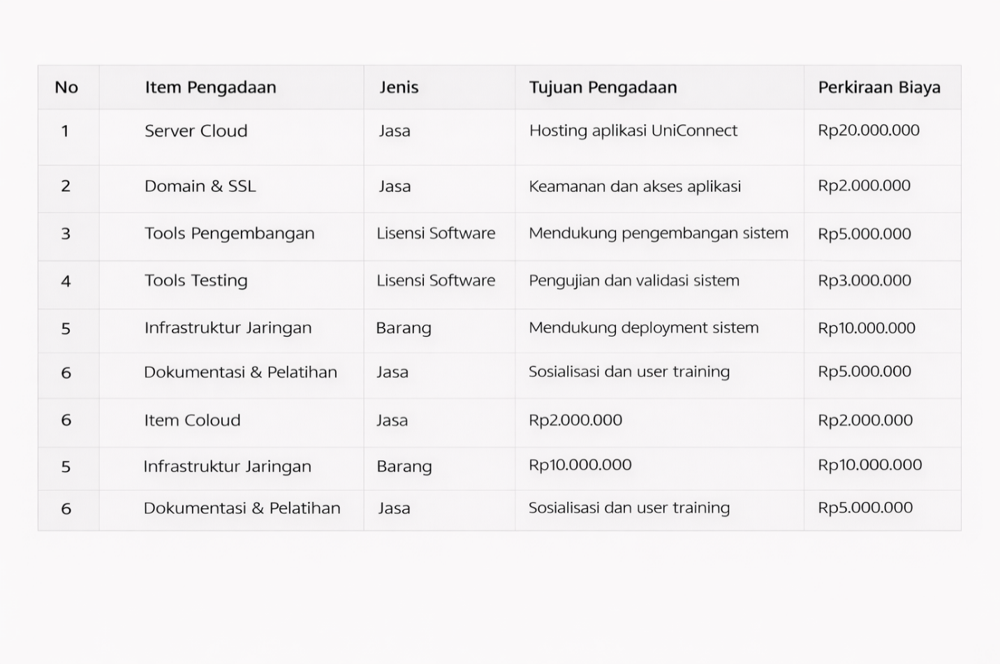 No Item Pengadaan Jenis Tujuan Pengadaan Perkiraan Biaya
1 Server Cloud Jasa Hosting aplikasi UniConnect Rp20.000.000
2 Domain & SSL Jasa Keamanan dan akses aplikasi Rp2.000.000
3 Tools Pengembangan Lisensi Software Mendukung pengembangan sistem Rp5.000.000
4 Tools Testing Lisensi Software Pengujian dan validasi sistem Rp3.000.000
5 Infrastruktur Jaringan Barang Mendukung deployment sistem Rp10.000.000
6 Dokumentasi & Pelatihan Jasa Sosialisasi dan user training Rp5.000.000
6 Item Coloud Jasa Rp2.000.000 Rp2.000.000
5 Infrastruktur Jaringan Barang Rp10.000.000 Rp10.000.000
6 Dokumentasi & Pelatihan Jasa Sosialisasi dan user training Rp5.000.000